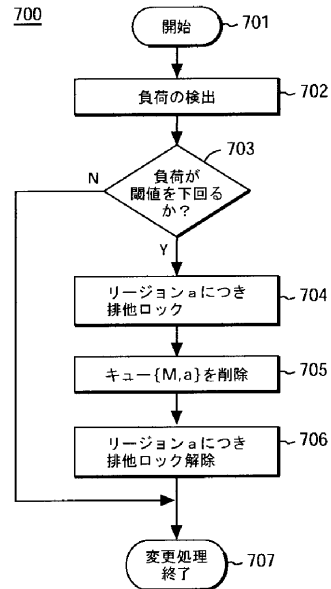 700
開始
701
負荷の検出
702
703
負荷が
閾値を下回る
か？
N
Y
リージョンaにつき
排他ロック
704
キュー{M,a}を削除
705
リージョンaにつき
排他ロック解除
706
変更処理
終了
707